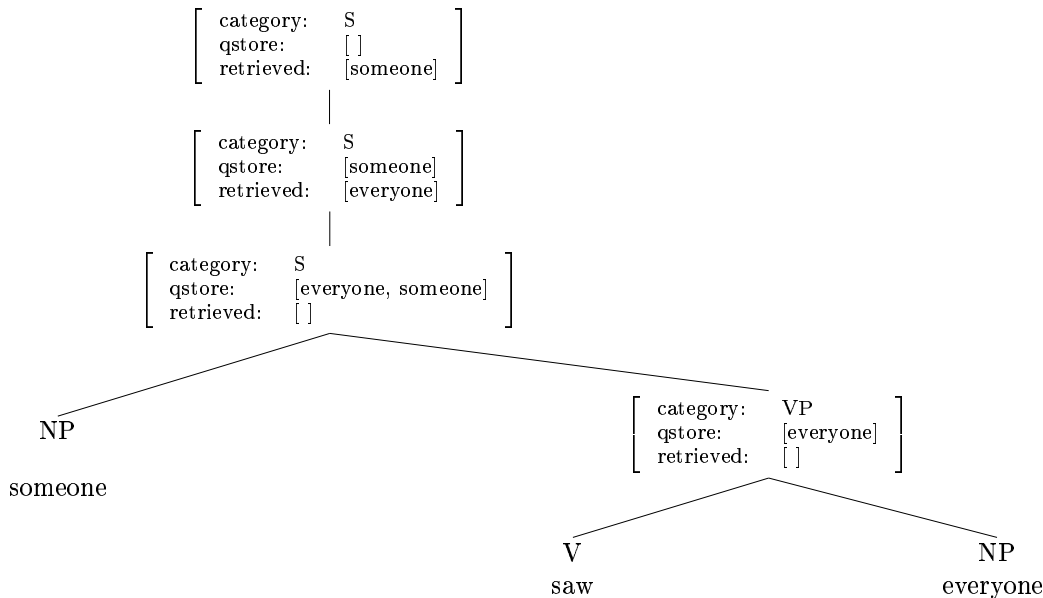 category: S
qstore: [ ]
retrieved: [someone]
category: S
qstore: [someone]
retrieved: [everyone]
category: S
qstore: [everyone, someone]
retrieved: [ ]
NP
someone
category: VP
qstore: [everyone]
retrieved: [ ]
V NP
saw everyone